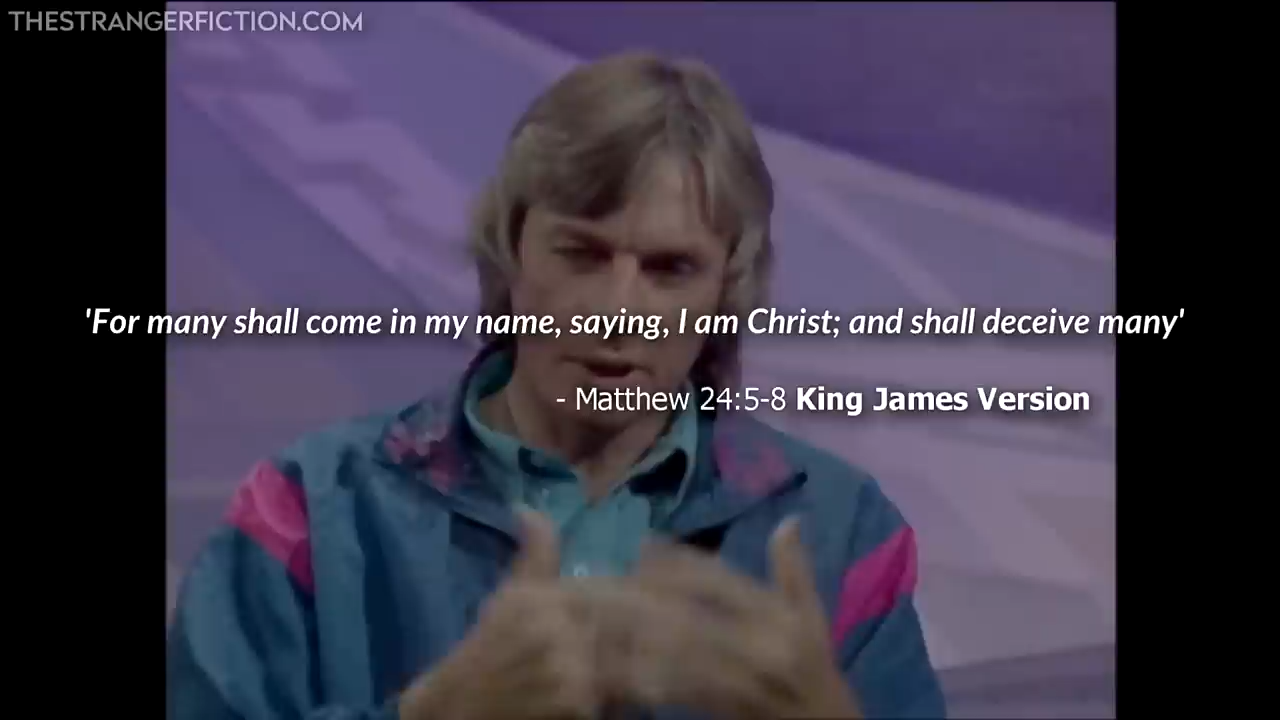 THESTRANGERFICTION.COM
'For many shall come in my name, saying, I am Christ; and shall deceive many'
- Matthew 24:5-8 King James Version